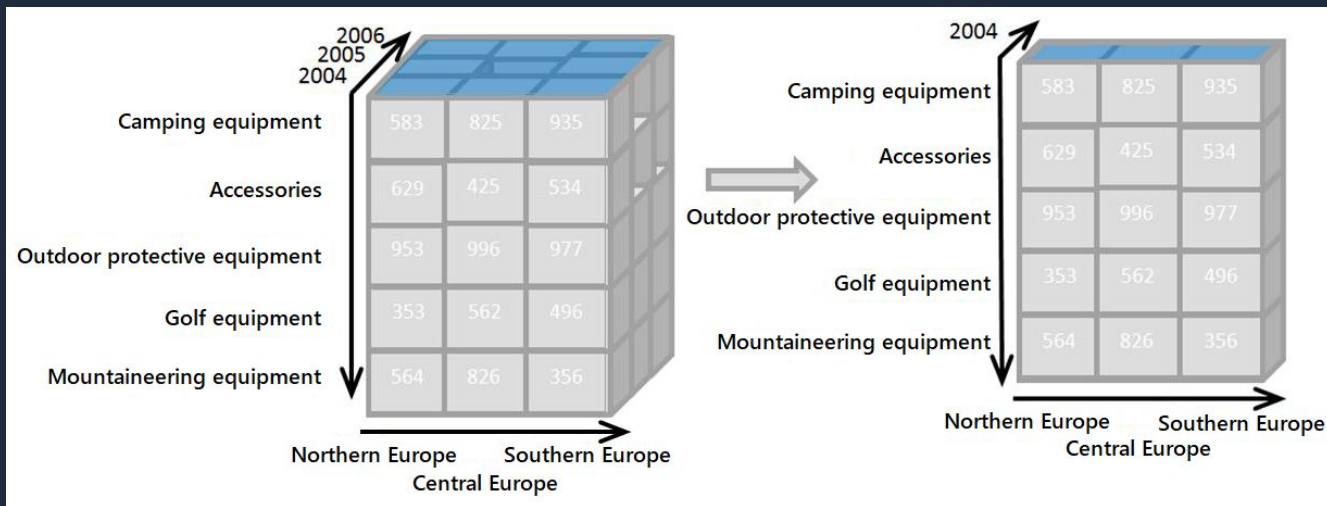 2006
2005
2004
Camping equipment
583 825 935
Accessories
629 425 534
Outdoor protective equipment
953 996 977
Golf equipment
353 562 496
Mountaineering equipment
564 826 356
Northern Europe Southern Europe
Central Europe
2004
Camping equipment
583 825 935
Accessories
629 425 534
Outdoor protective equipment
953 996 977
Golf equipment
353 562 496
Mountaineering equipment
564 826 356
Northern Europe Southern Europe
Central Europe